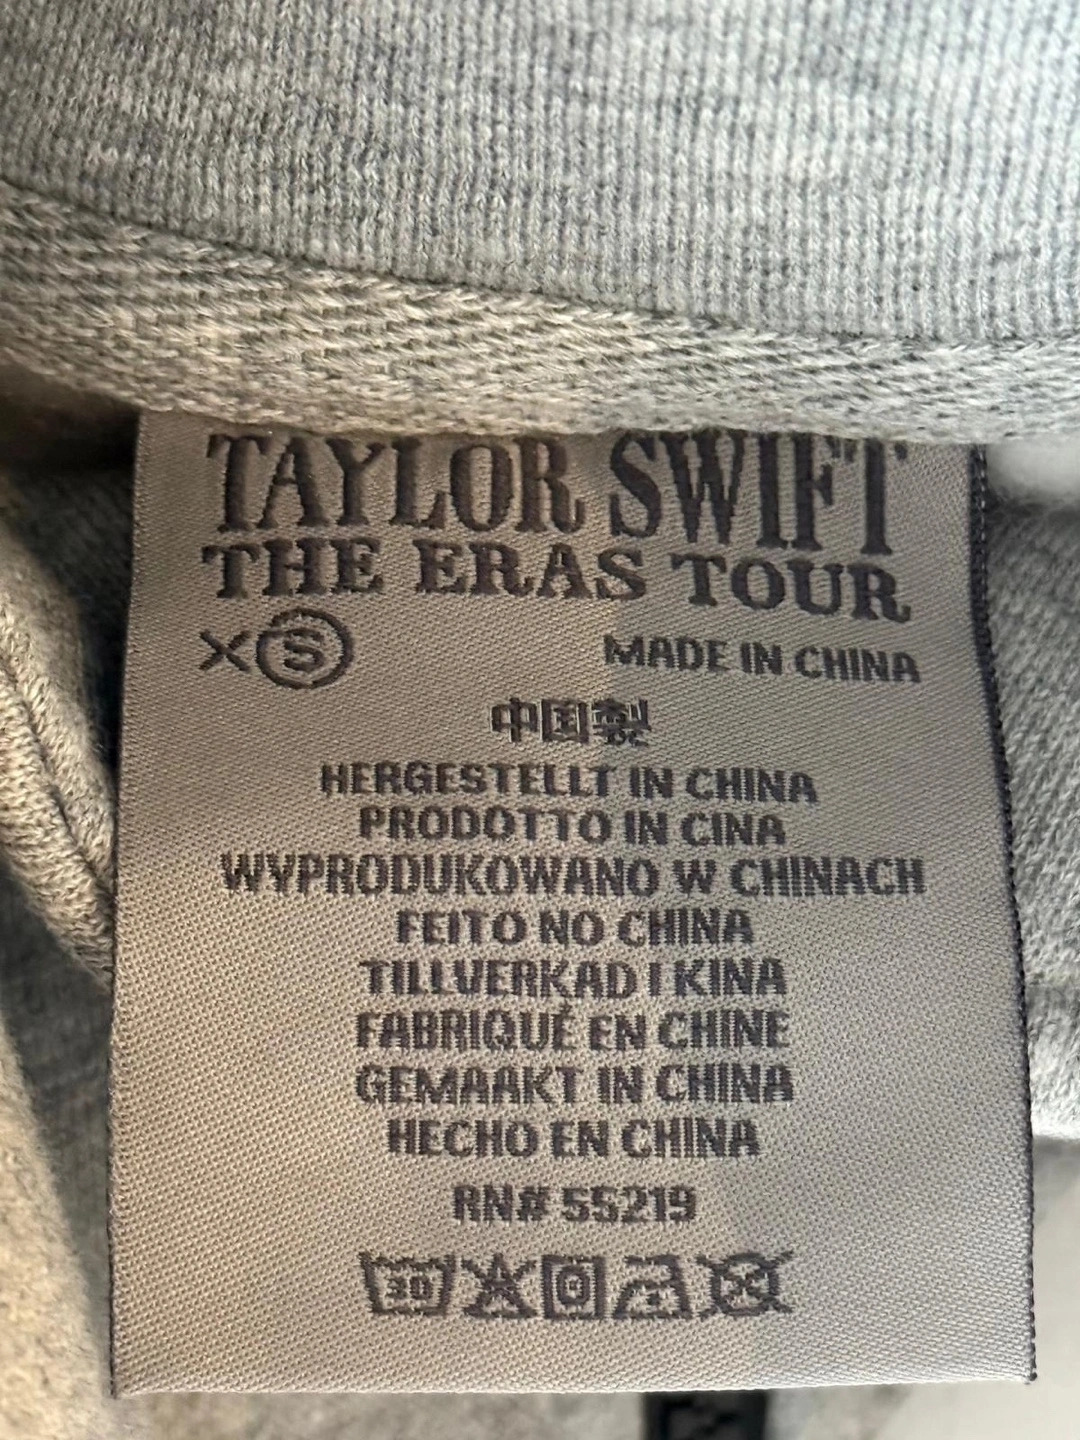 TAYLOR SWIFT
THE ERAS TOUR
XS MADE IN CHINA
中国製
HERGESTELLT IN CHINA
PRODOTTO IN CINA
WYPRODUKOWANO W CHINACH
FEITO NO CHINA
TILLVERKAD I KINA
FABRIQUÉ EN CHINE
GEMAAKT IN CHINA
HECHO EN CHINA
RN# 55219
30